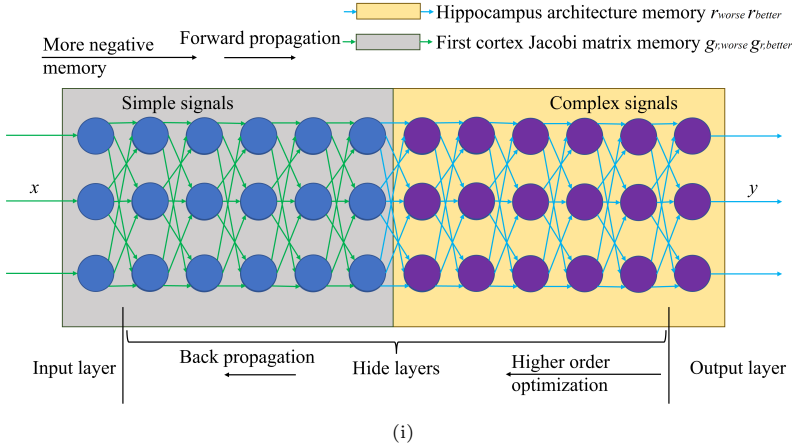 Hippocampus architecture memory r_worse r_better
More negative memory
Forward propagation
First cortex Jacobi matrix memory g_r,worse g_r,better
Simple signals
Complex signals
x
y
Input layer
Back propagation
Hide layers
Higher order
optimization
Output layer
(i)